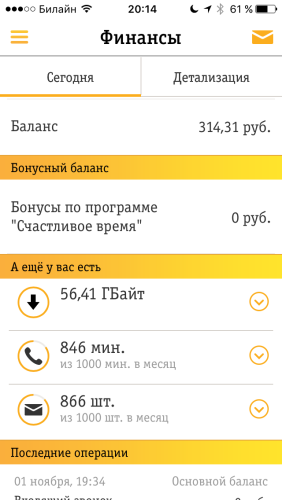 Билайн 20:14 61 %
Финансы
Сегодня Детализация
Баланс 314,31 руб.
Бонусный баланс
Бонусы по программе
"Счастливое время" 0 руб.
А ещё у вас есть
56,41 ГБайт
846 мин.
из 1000 мин. в месяц
866 шт.
из 1000 шт. в месяц
Последние операции
01 ноября, 19:34 Основной баланс
Входящий звонок